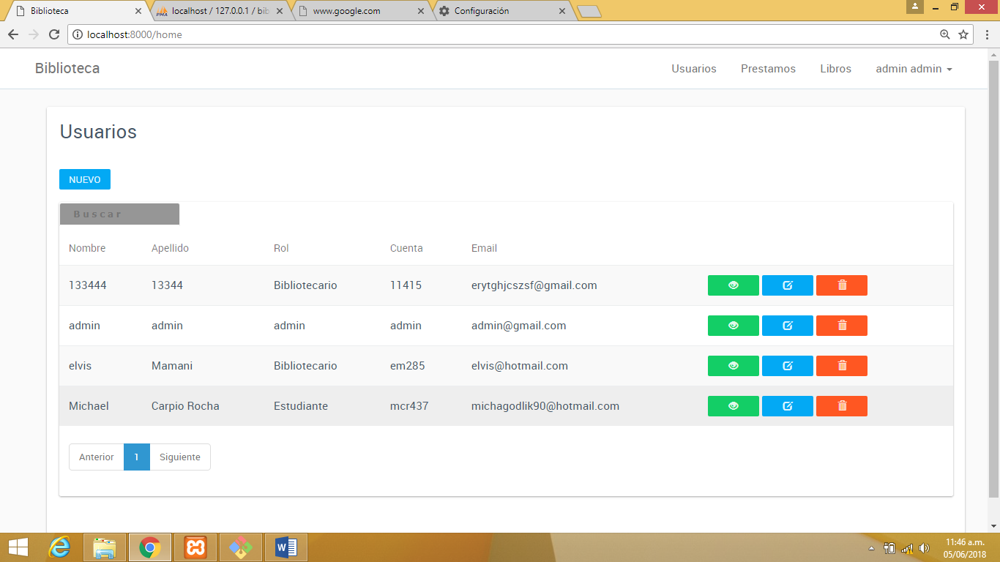 Biblioteca
localhost / 127.0.0.1 / bib
www.google.com
Configuración
localhost:8000/home
Biblioteca
Usuarios
Prestamos
Libros
admin admin
Usuarios
NUEVO
Buscar
Nombre Apellido Rol Cuenta Email
133444 13344 Bibliotecario 11415 erytghjcszsf@gmail.com
admin admin admin admin admin@gmail.com
elvis Mamani Bibliotecario em285 elvis@hotmail.com
Michael Carpio Rocha Estudiante mcr437 michagodlik90@hotmail.com
Anterior 1 Siguiente
11:46 a.m.
05/06/2018